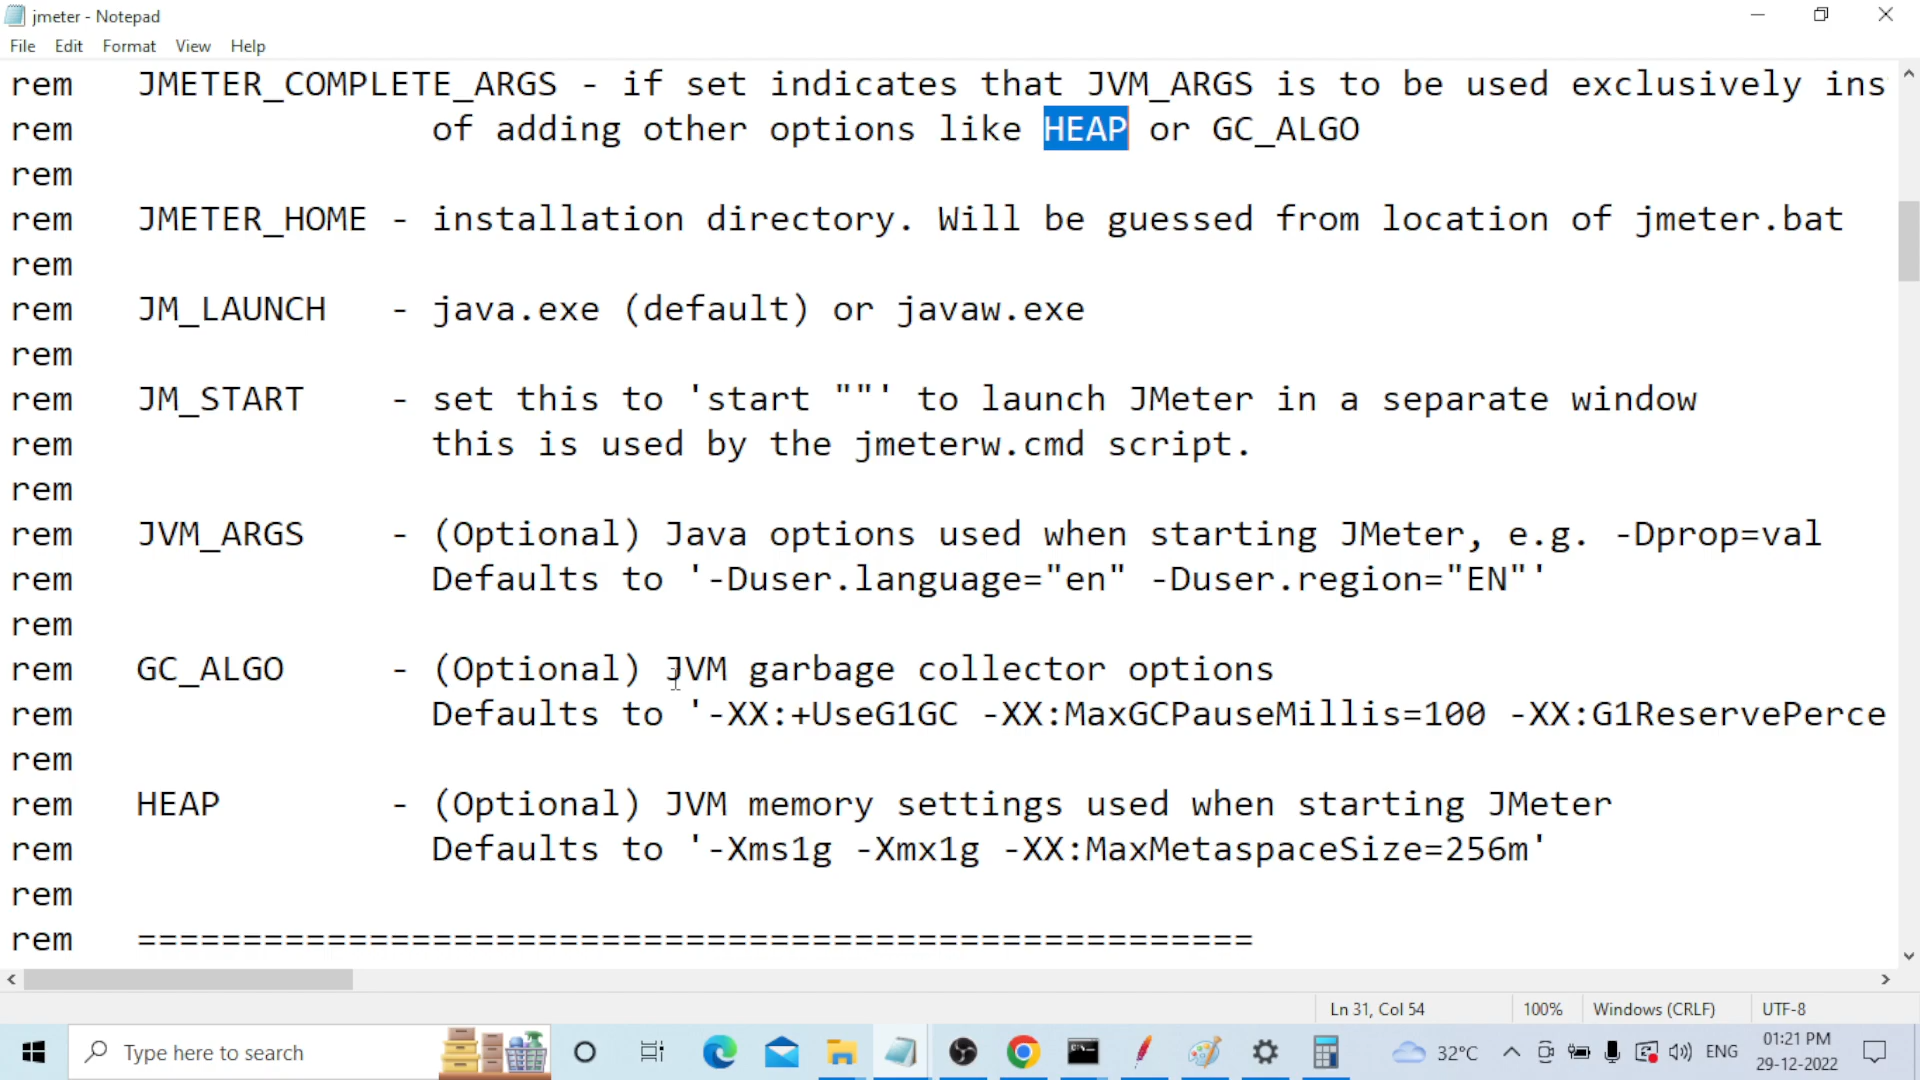 jmeter - Notepad
File Edit Format View Help
rem JMETER_COMPLETE_ARGS - if set indicates that JVM_ARGS is to be used exclusively ins
rem of adding other options like HEAP or GC_ALGO
rem
rem JMETER_HOME - installation directory. Will be guessed from location of jmeter.bat
rem
rem JM_LAUNCH - java.exe (default) or javaw.exe
rem
rem JM_START - set this to 'start ""' to launch JMeter in a separate window
rem this is used by the jmeterw.cmd script.
rem
rem JVM_ARGS - (Optional) Java options used when starting JMeter, e.g. -Dprop=val
rem Defaults to '-Duser.language="en" -Duser.region="EN"'
rem
rem GC_ALGO - (Optional) JVM garbage collector options
rem Defaults to '-XX:+UseG1GC -XX:MaxGCPauseMillis=100 -XX:G1ReservePerce
rem
rem HEAP - (Optional) JVM memory settings used when starting JMeter
rem Defaults to '-Xms1g -Xmx1g -XX:MaxMetaspaceSize=256m'
rem
rem =====================================================
Ln 31, Col 54 100% Windows (CRLF) UTF-8
Type here to search 32°C ENG 01:21 PM
29-12-2022